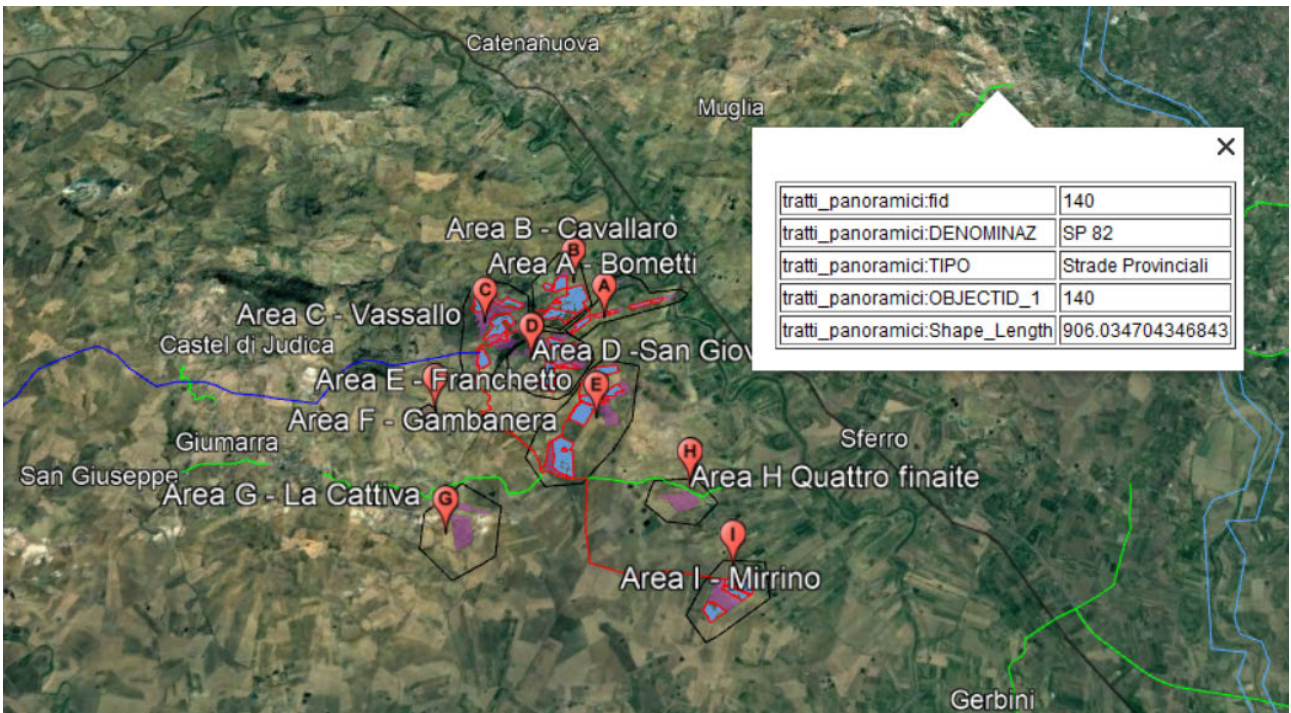 Catenanuova
Muglia
tratti_panoramici:fid 140
tratti_panoramici:DENOMINAZ SP 82
tratti_panoramici:TIPO Strade Provinciali
tratti_panoramici:OBJECTID_1 140
tratti_panoramici:Shape_Length 906.034704346843
Area B - Cavallaro
B
Area A - Bometti
A
C
Area C - Vassallo
D
Castel di Judica
Area D -San Giov
Area E - Franchetto
E
Area F - Gambanera
Giumarra
Sferro
H
San Giuseppe
Area H Quattro finaite
Area G - La Cattiva
G
I
Area I - Mirrino
Gerbini